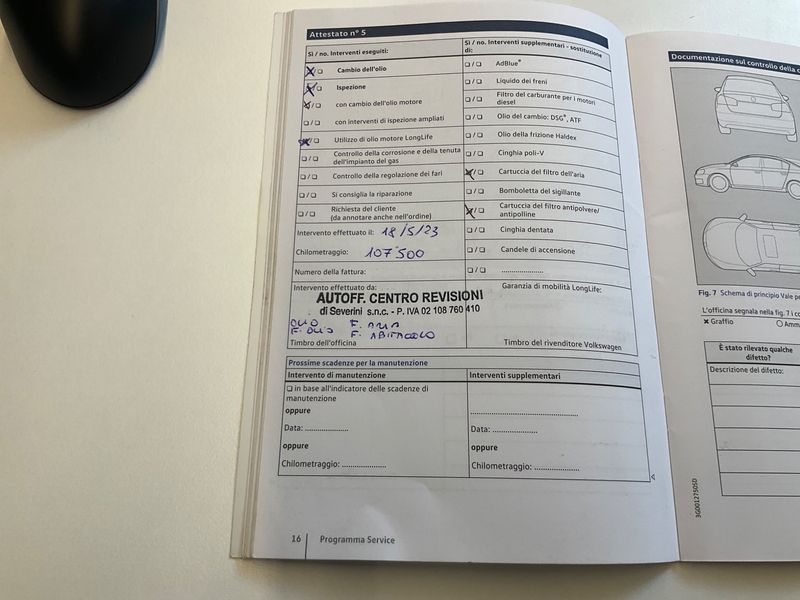 Attestato n° 5
Sì / no. Interventi eseguiti:
❑ / ❑ Cambio dell'olio
❑ / ❑ Ispezione
❑ / ❑ con cambio dell'olio motore
❑ / ❑ con interventi di ispezione ampliati
❑ / ❑ Utilizzo di olio motore LongLife
❑ / ❑ Controllo della corrosione e della tenuta
dell'impianto del gas
❑ / ❑ Controllo della regolazione dei fari
❑ / ❑ Si consiglia la riparazione
❑ / ❑ Richiesta del cliente
(da annotare anche nell'ordine)
Intervento effettuato il: 18/5/23
Chilometraggio: 107500
Numero della fattura:
Intervento effettuato da:
AUTOFF. CENTRO REVISIONI
di Severini s.n.c. - P. IVA 02 108 760 410
OLIO F. ARIA
F. OLIO F. ABITACOLO
Timbro dell'officina
Sì / no. Interventi supplementari - sostituzione
di:
❑ / ❑ AdBlue®
❑ / ❑ Liquido dei freni
❑ / ❑ Filtro del carburante per i motori
diesel
❑ / ❑ Olio del cambio: DSG®, ATF
❑ / ❑ Olio della frizione Haldex
❑ / ❑ Cinghia poli-V
❑ / ❑ Cartuccia del filtro dell'aria
❑ / ❑ Bomboletta del sigillante
❑ / ❑ Cartuccia del filtro antipolvere/
antipolline
❑ / ❑ Cinghia dentata
❑ / ❑ Candele di accensione
❑ / ❑ .....................
Garanzia di mobilità LongLife:
Timbro del rivenditore Volkswagen
Prossime scadenze per la manutenzione
Intervento di manutenzione
❑ in base all'indicatore delle scadenze di
manutenzione
oppure
Data: .....................
oppure
Chilometraggio: .....................
Interventi supplementari
.....................
Data: .....................
oppure
Chilometraggio: .....................
16 Programma Service
Documentazione sul controllo della
Fig. 7 Schema di principio Vale
L'officina segnala nella fig. 7 i
x Graffio
È stato rilevato qualche
difetto?
Descrizione del difetto:
3G0012750SD